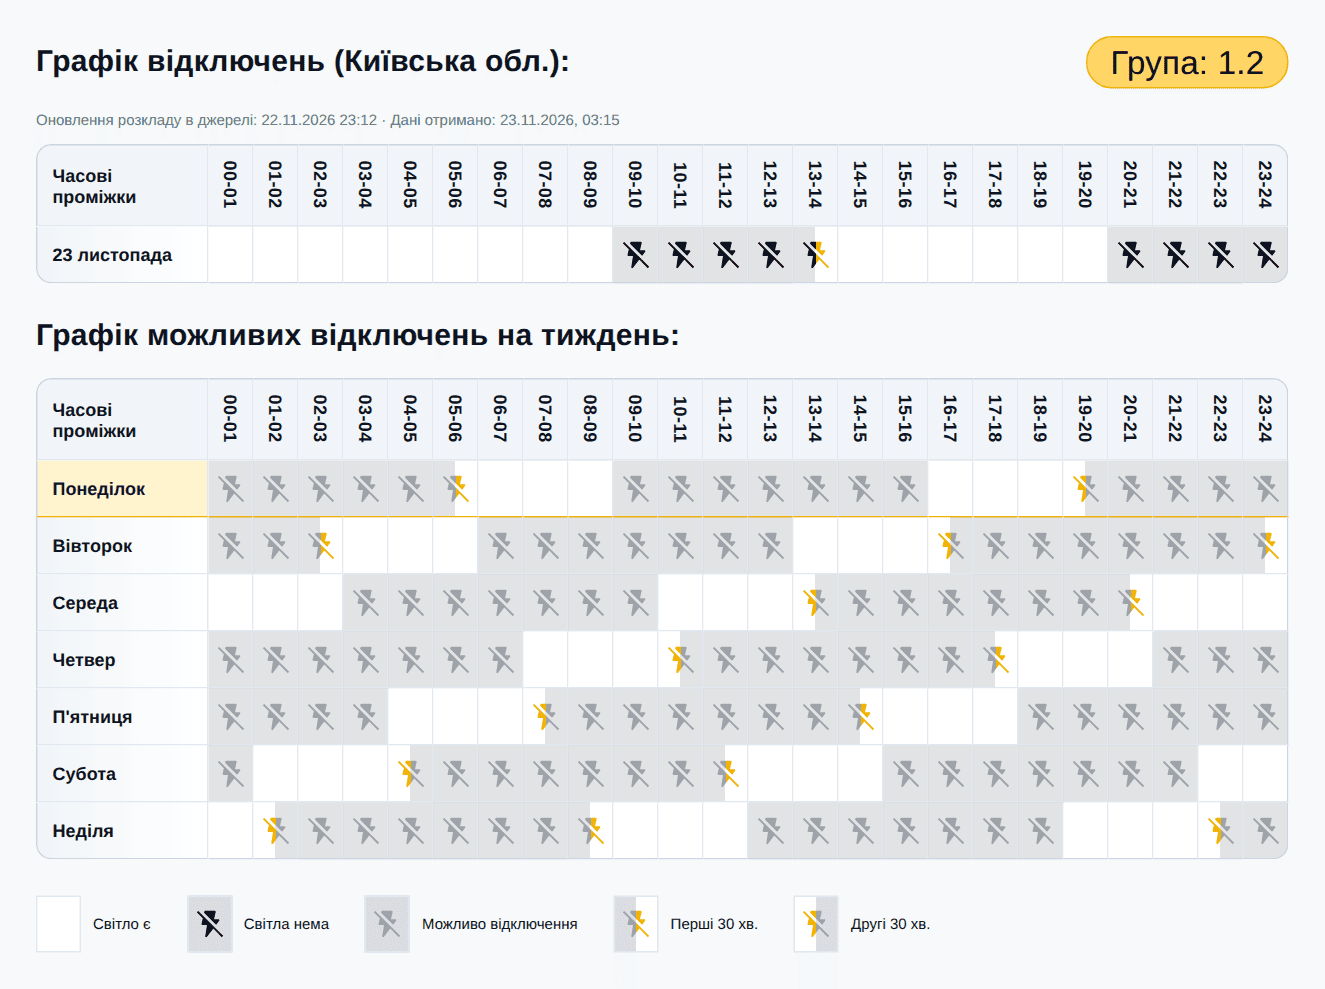 Графік відключень (Київська обл.):
Група: 1.2
Оновлення розкладу в джерелі: 22.11.2026 23:12 · Дані отримано: 23.11.2026, 03:15
Часові
проміжки
00-01 01-02 02-03 03-04 04-05 05-06 06-07 07-08 08-09 09-10 10-11 11-12 12-13 13-14 14-15 15-16 16-17 17-18 18-19 19-20 20-21 21-22 22-23 23-24
23 листопада
Графік можливих відключень на тиждень:
Часові
проміжки
00-01 01-02 02-03 03-04 04-05 05-06 06-07 07-08 08-09 09-10 10-11 11-12 12-13 13-14 14-15 15-16 16-17 17-18 18-19 19-20 20-21 21-22 22-23 23-24
Понеділок
Вівторок
Середа
Четвер
П'ятниця
Субота
Неділя
Світло є
Світла нема
Можливо відключення
Перші 30 хв.
Другі 30 хв.